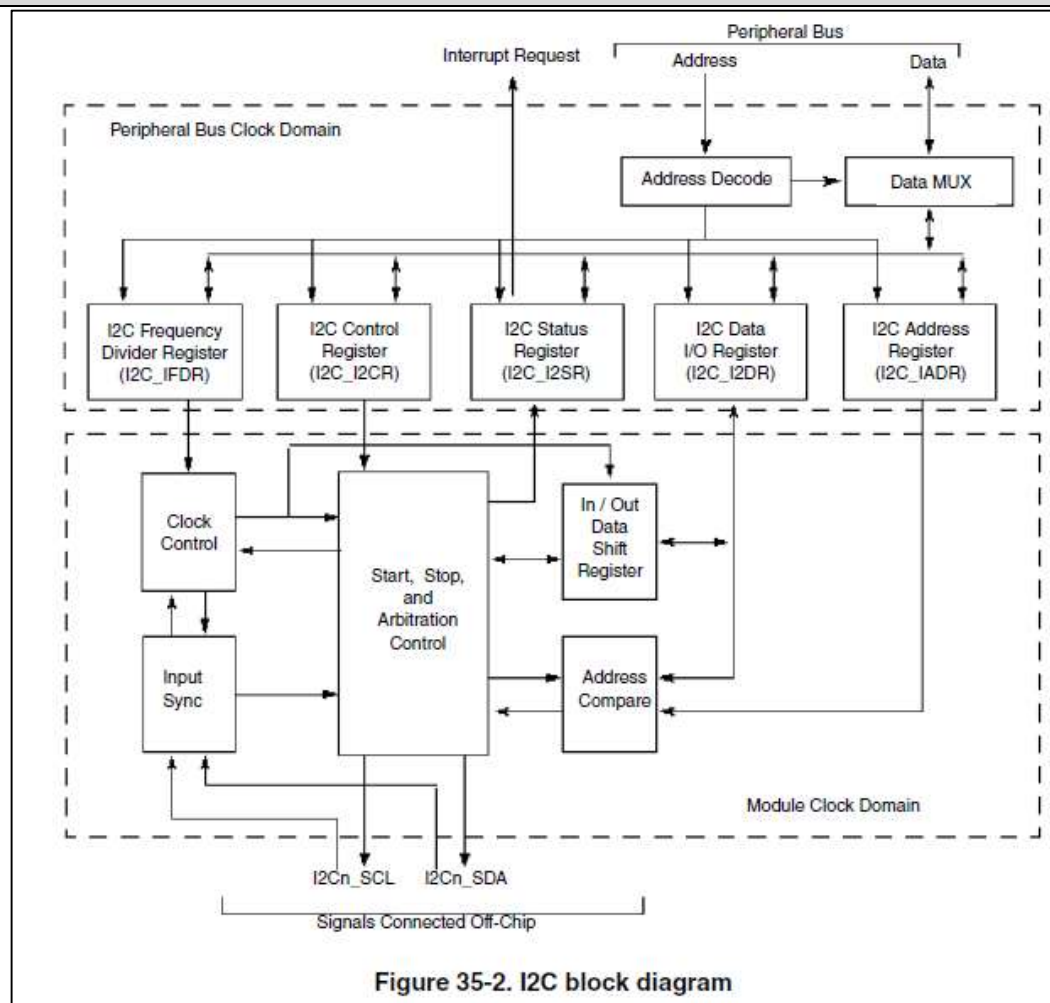 Peripheral Bus
Interrupt Request
Address
Data
Peripheral Bus Clock Domain
Address Decode
Data MUX
I2C Frequency
Divider Register
(I2C_IFDR)
I2C Control
Register
(I2C_I2CR)
I2C Status
Register
(I2C_I2SR)
I2C Data
I/O Register
(I2C_I2DR)
I2C Address
Register
(I2C_IADR)
Clock
Control
Start, Stop,
and
Arbitration
Control
In / Out
Data
Shift
Register
Input
Sync
Address
Compare
Module Clock Domain
I2Cn_SCL
I2Cn_SDA
Signals Connected Off-Chip
Figure 35-2. I2C block diagram